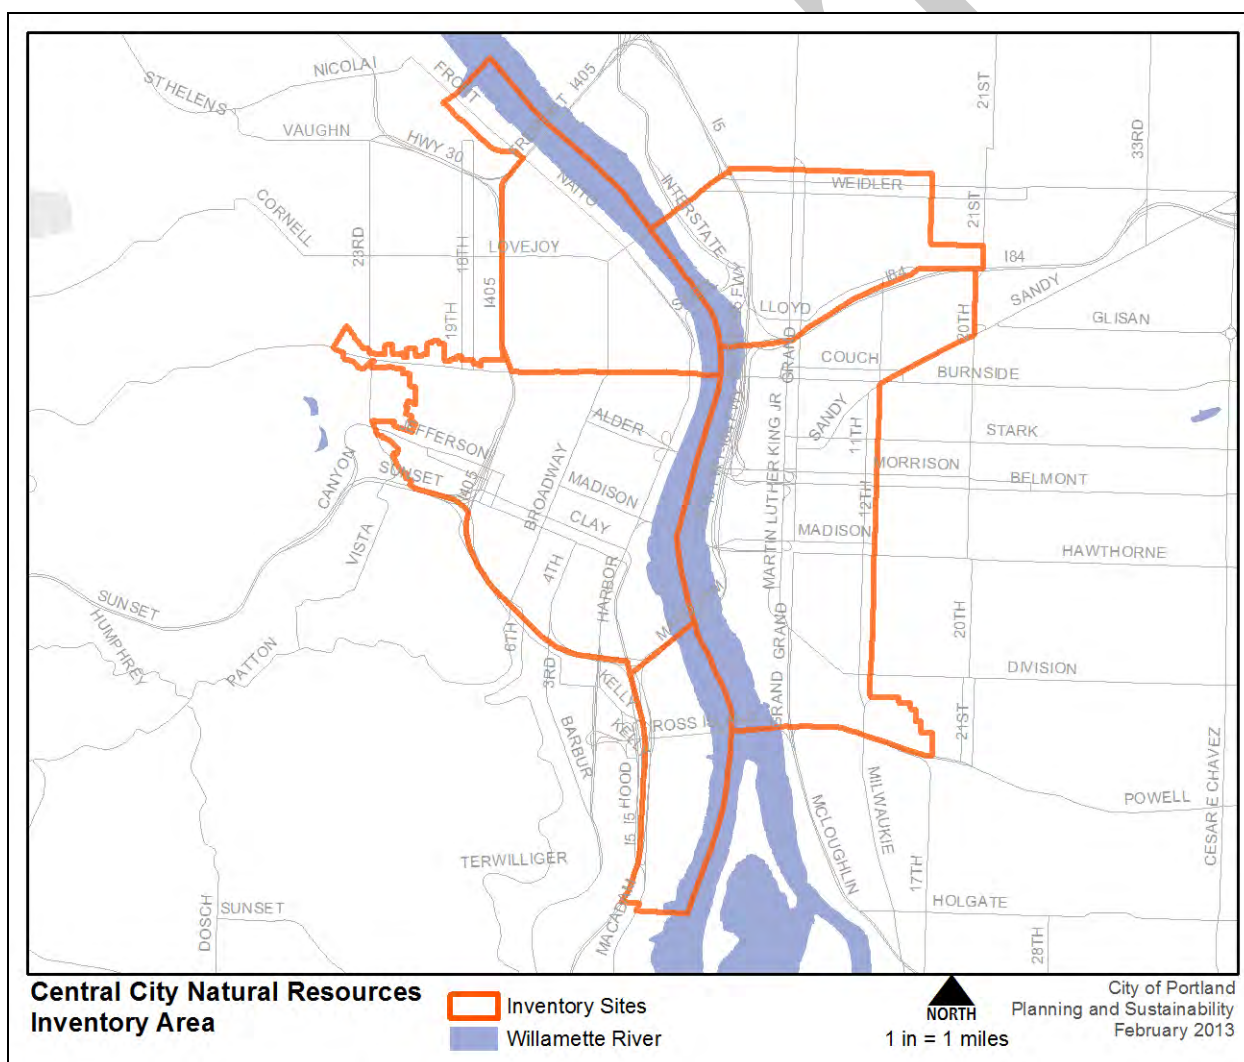 ST HELENS
NICOLAI
FRONT
I405
I5
21ST
33RD
VAUGHN
HWY 30
NAITO
INTERSTATE
WEIDLER
CORNELL
23RD
18TH
LOVEJOY
21ST
I84
I84
SANDY
I405
19TH
LLOYD
GRAND
20TH
GLISAN
COUCH
BURNSIDE
ALDER
SANDY
11TH
STARK
JEFFERSON
CANYON
SUNSET
I405
BROADWAY
MADISON
CLAY
MORRISON
BELMONT
MARTIN LUTHER KING JR
12TH
MADISON
HAWTHORNE
VISTA
4TH
HARBOR
SUNSET
HUMPHREY
PATTON
6TH
3RD
GRAND
GRAND
20TH
DIVISION
KELLY
KELLY
BARBUR
ROSS
21ST
HOOD
I5
I5
MCLOUGHLIN
MILWAUKIE
17TH
POWELL
CESAR E CHAVEZ
TERWILLIGER
MACADAM
DOSCH
SUNSET
HOLGATE
28TH
Central City Natural Resources
Inventory Area
Inventory Sites
Willamette River
NORTH
1 in = 1 miles
City of Portland
Planning and Sustainability
February 2013